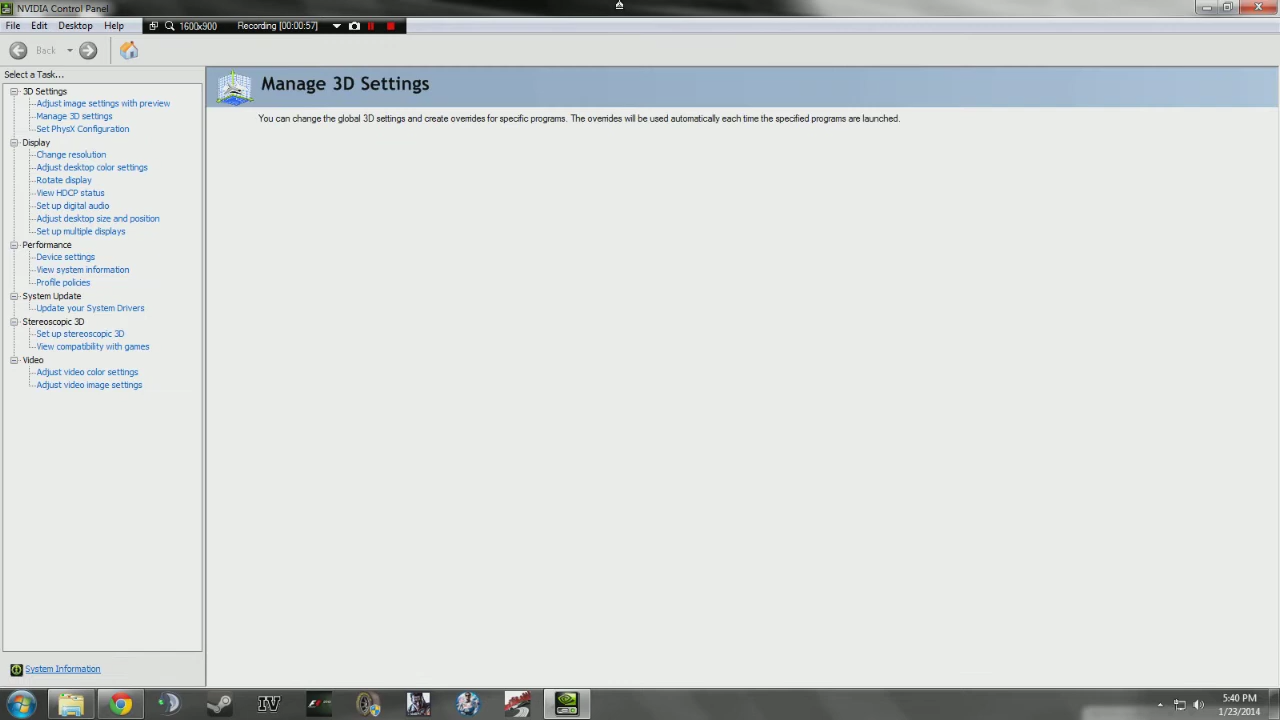 NVIDIA Control Panel
File Edit Desktop Help
1600x900 Recording [00:00:57]
Back
Select a Task...
3D Settings
Adjust image settings with preview
Manage 3D settings
Set PhysX Configuration
Display
Change resolution
Adjust desktop color settings
Rotate display
View HDCP status
Set up digital audio
Adjust desktop size and position
Set up multiple displays
Performance
Device settings
View system information
Profile policies
System Update
Update your System Drivers
Stereoscopic 3D
Set up stereoscopic 3D
View compatibility with games
Video
Adjust video color settings
Adjust video image settings
System Information
Manage 3D Settings
You can change the global 3D settings and create overrides for specific programs. The overrides will be used automatically each time the specified programs are launched.
IV
5:40 PM
1/23/2014